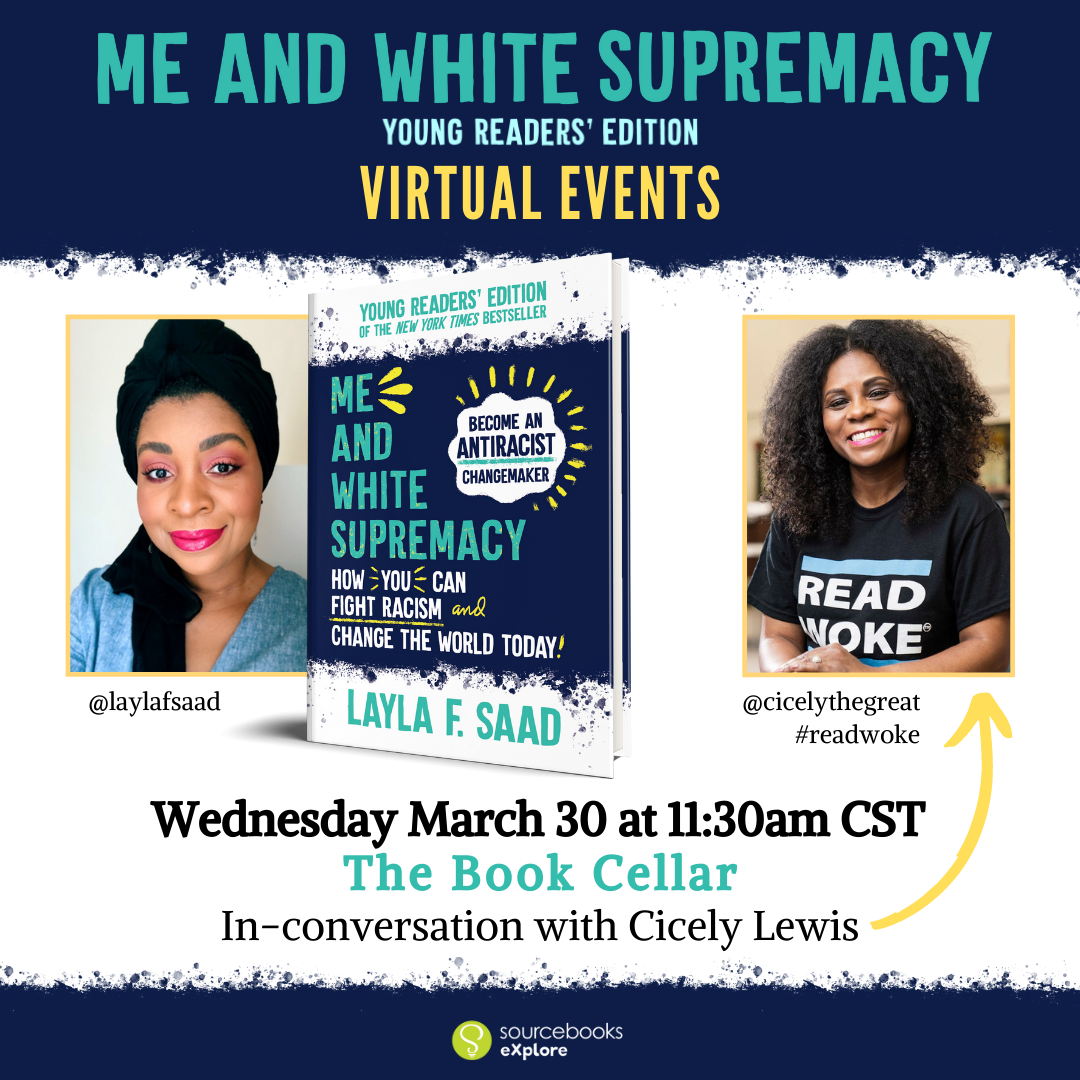 ME AND WHITE SUPREMACY
YOUNG READERS' EDITION
VIRTUAL EVENTS
YOUNG READERS' EDITION
OF THE NEW YORK TIMES BESTSELLER
ME
AND
WHITE
SUPREMACY
BECOME AN
ANTIRACIST
CHANGEMAKER
HOW YOU CAN
FIGHT RACISM and
CHANGE THE WORLD TODAY!
LAYLA F. SAAD
READ
WOKE
@laylafsaad
@cicelythegreat
#readwoke
Wednesday March 30 at 11:30am CST
The Book Cellar
In-conversation with Cicely Lewis
sourcebooks
eXplore